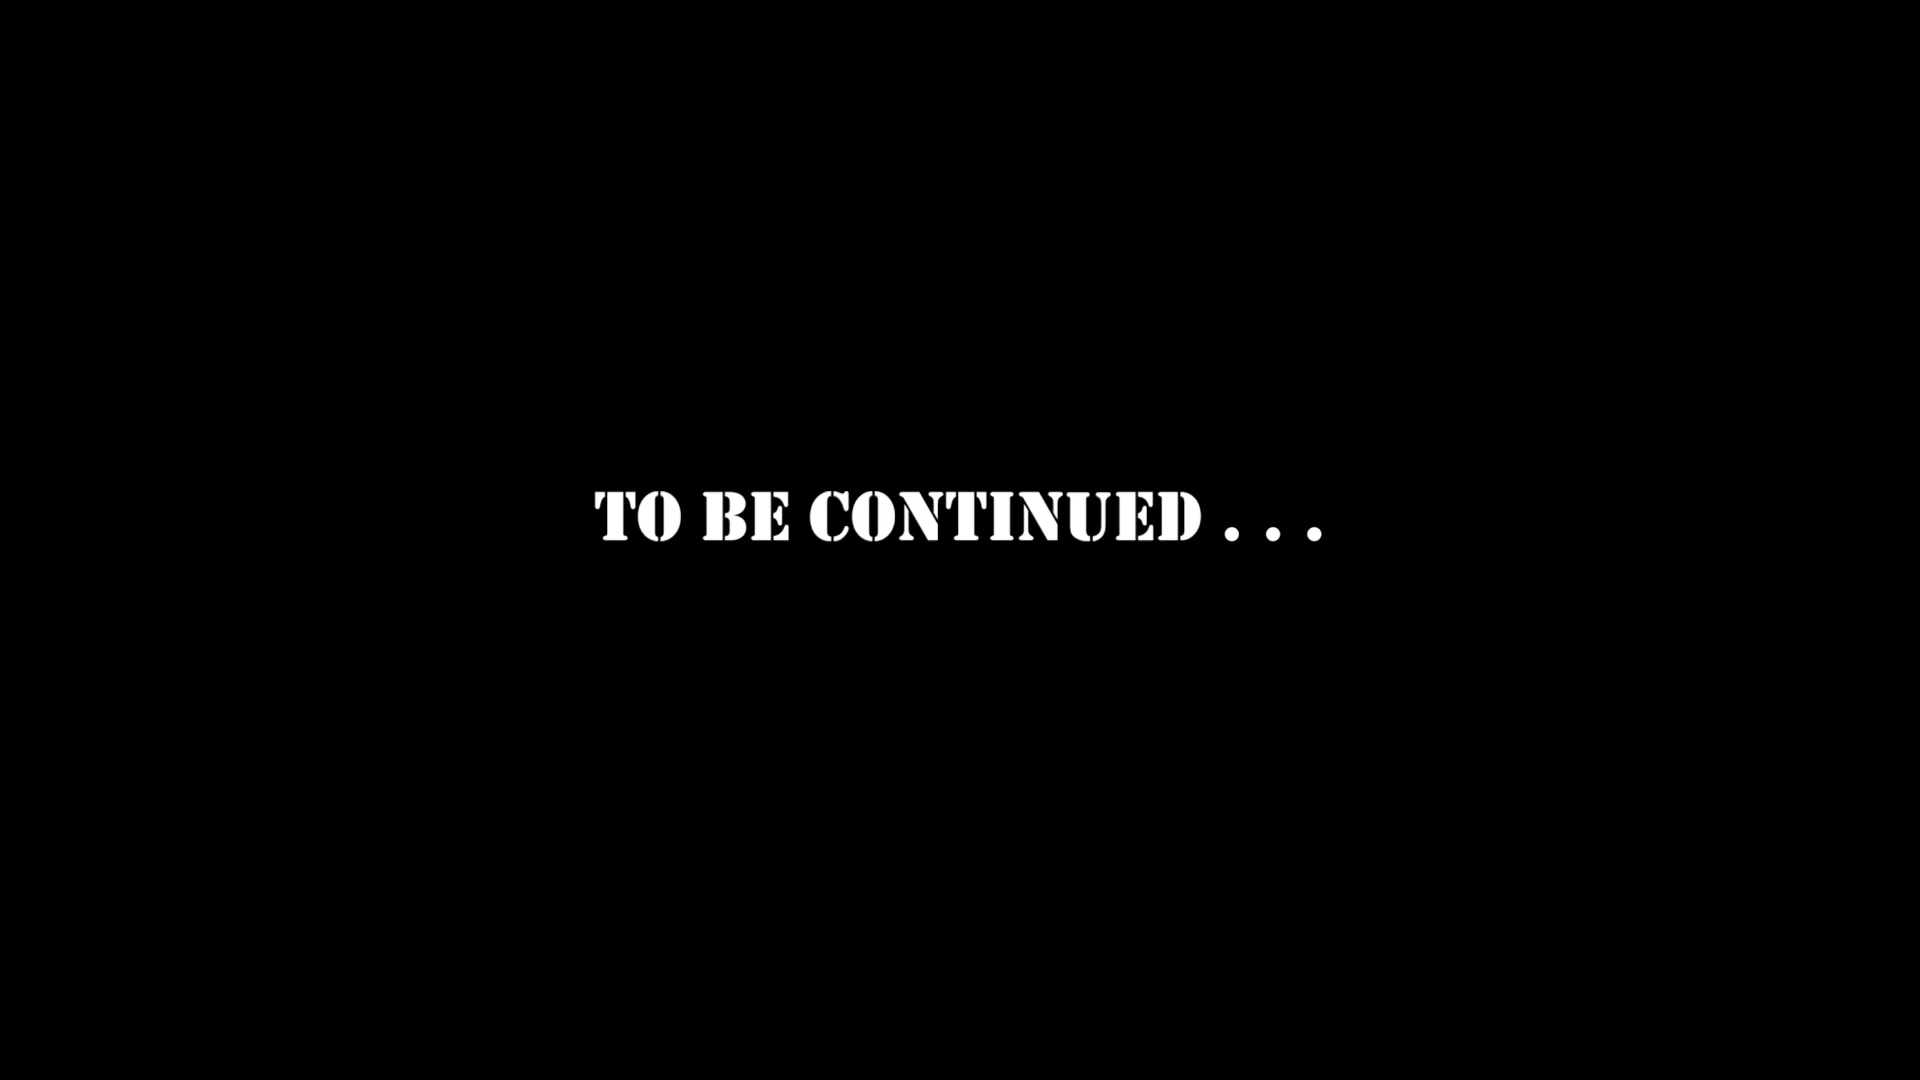 TO BE CONTINUED . . .